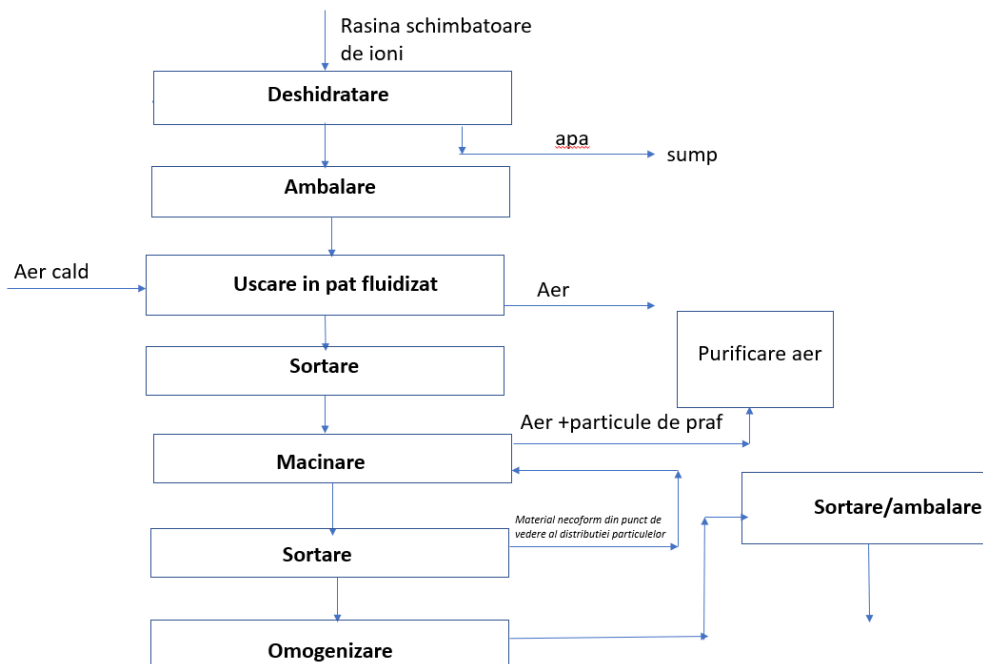 Rasina schimbatoare
de ioni
Deshidratare
apa
sump
Ambalare
Aer cald
Uscare in pat fluidizat
Aer
Purificare aer
Sortare
Aer +particule de praf
Macinare
Sortare/ambalare
Material necoform din punct de
vedere al distributiei particulelor
Sortare
Omogenizare